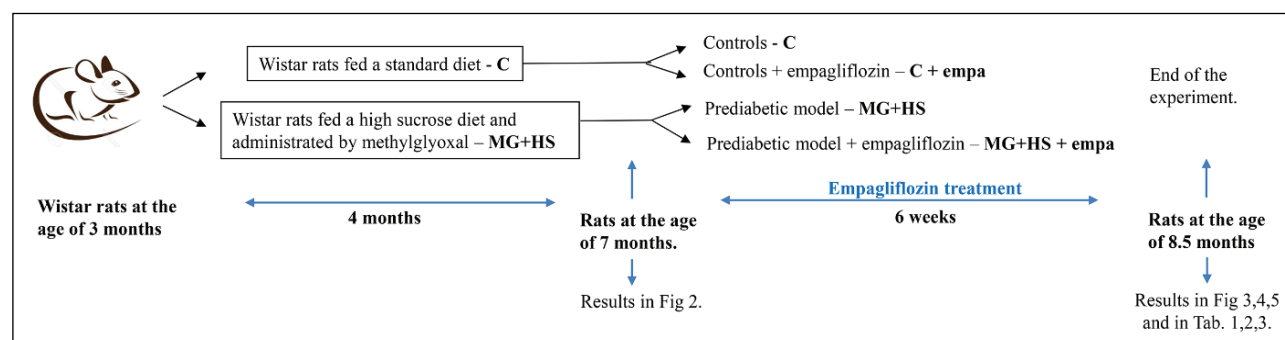 Wistar rats fed a standard diet - C
Wistar rats fed a high sucrose diet and
administrated by methylglyoxal – MG+HS
Controls - C
Controls + empagliflozin – C + empa
Prediabetic model – MG+HS
Prediabetic model + empagliflozin – MG+HS + empa
End of the
experiment.
Wistar rats at the
age of 3 months
4 months
Rats at the age
of 7 months.
Empagliflozin treatment
6 weeks
Rats at the age
of 8.5 months
Results in Fig 2.
Results in Fig 3,4,5
and in Tab. 1,2,3.